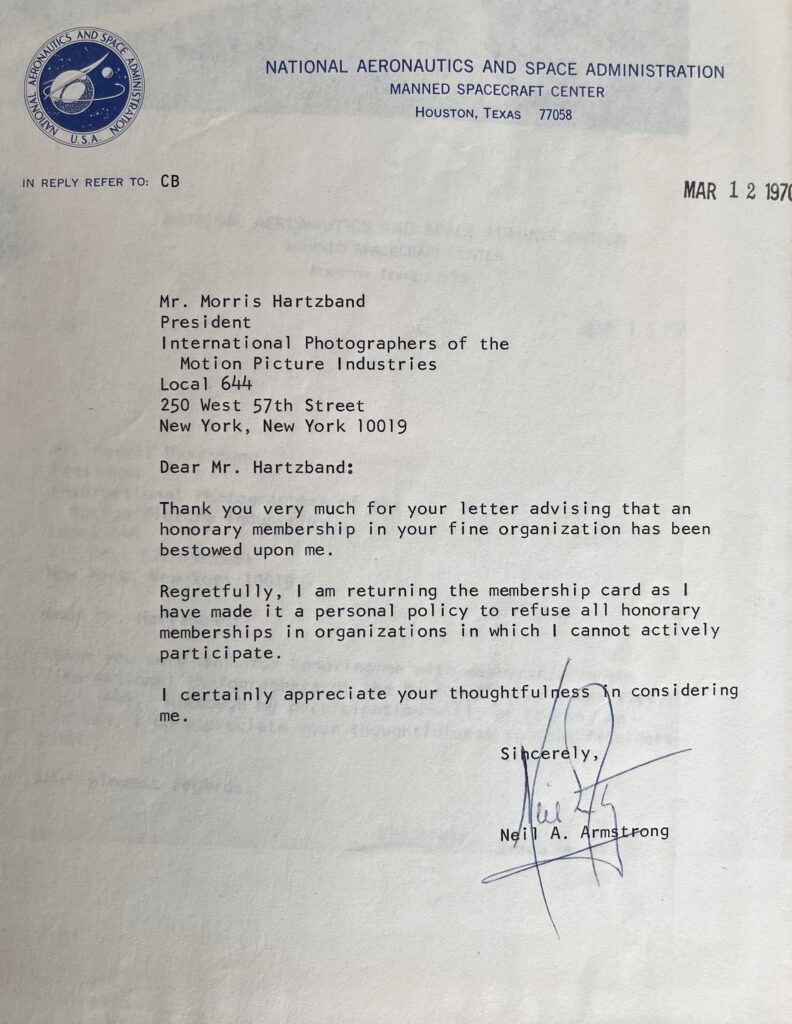 NATIONAL AERONAUTICS AND SPACE ADMINISTRATION
U.S.A.
NATIONAL AERONAUTICS AND SPACE ADMINISTRATION
MANNED SPACECRAFT CENTER
HOUSTON, TEXAS 77058
IN REPLY REFER TO: CB
MAR 12 1970
Mr. Morris Hartzband
President
International Photographers of the
Motion Picture Industries
Local 644
250 West 57th Street
New York, New York 10019
Dear Mr. Hartzband:
Thank you very much for your letter advising that an
honorary membership in your fine organization has been
bestowed upon me.
Regretfully, I am returning the membership card as I
have made it a personal policy to refuse all honorary
memberships in organizations in which I cannot actively
participate.
I certainly appreciate your thoughtfulness in considering
me.
Sincerely,
Neil A. Armstrong